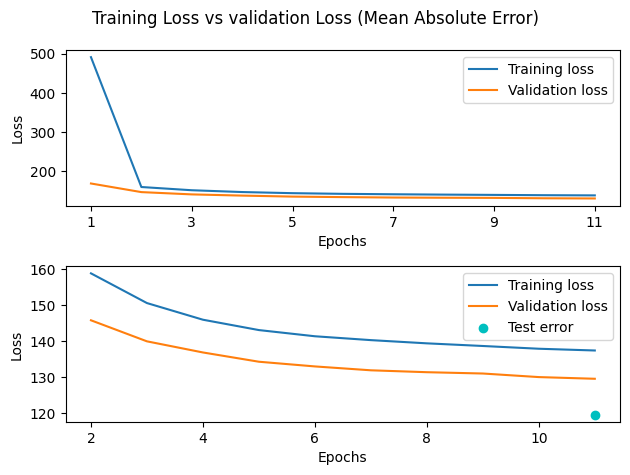 Training Loss vs validation Loss (Mean Absolute Error)
500
400
300
200
Loss
Training loss
Validation loss
1 3 5 7 9 11
Epochs
160
150
140
130
120
Loss
Training loss
Validation loss
Test error
2 4 6 8 10
Epochs